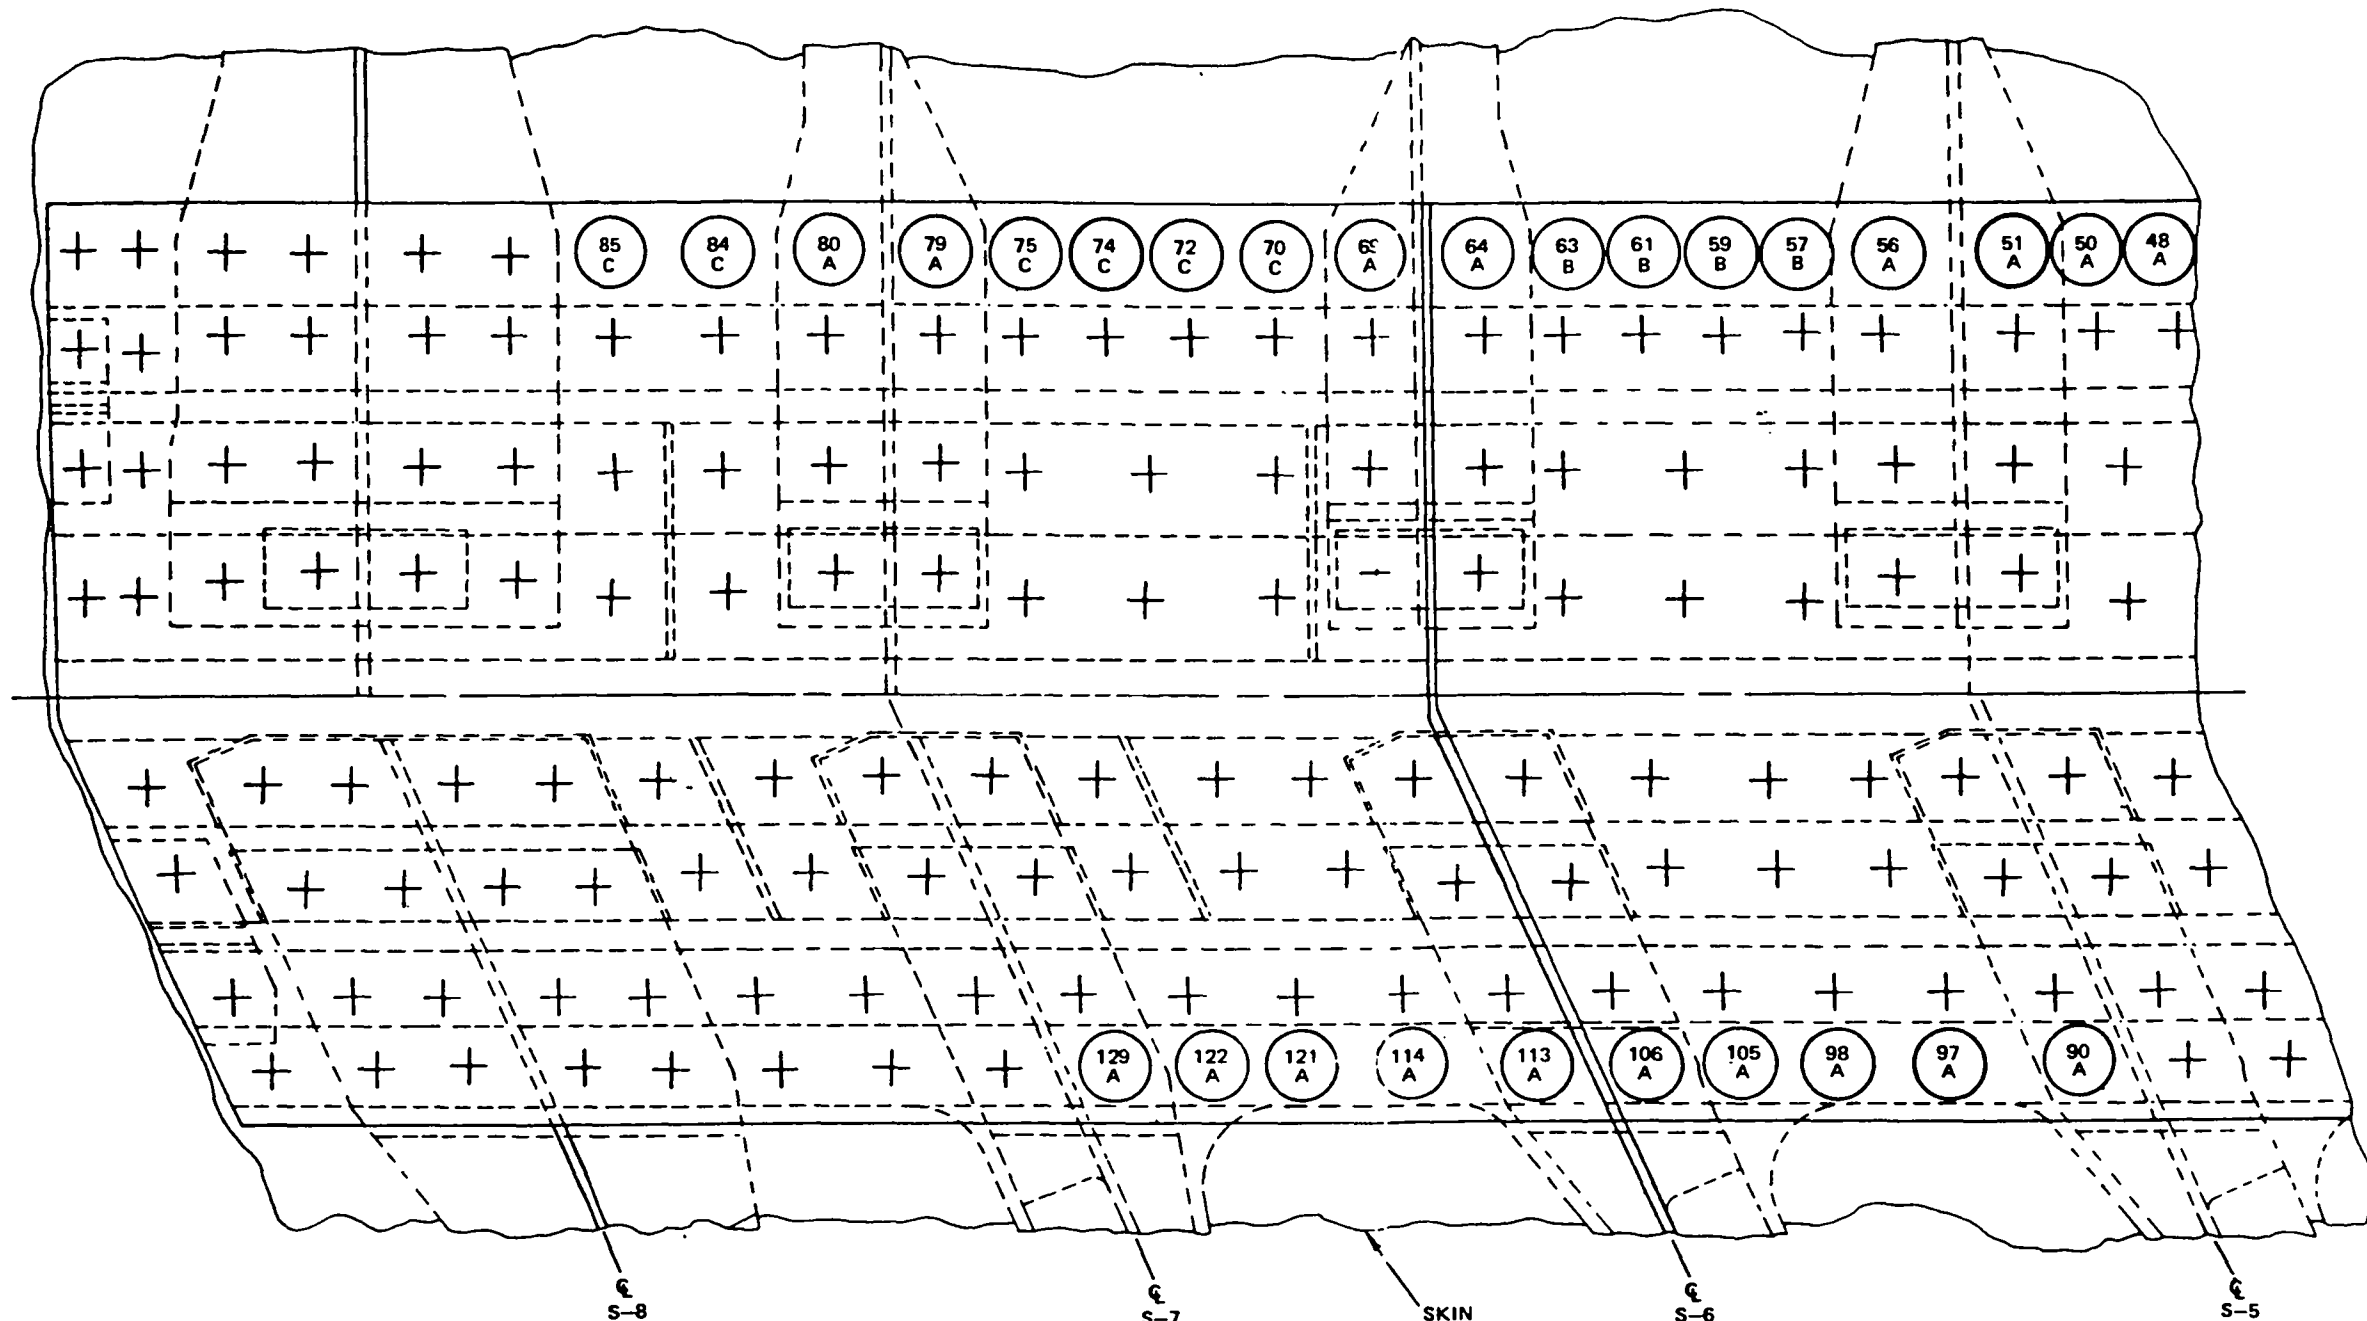 85 84 80 79 75 74 72 70 69 64 63 61 59 57 56 51 50 48
C C A A C C C C A A B B B B A A A A
129 122 121 114 113 106 105 98 97 90
A A A A A A A A A A
℄ ℄ ℄ ℄
S-8 S-7 SKIN S-6 S-5